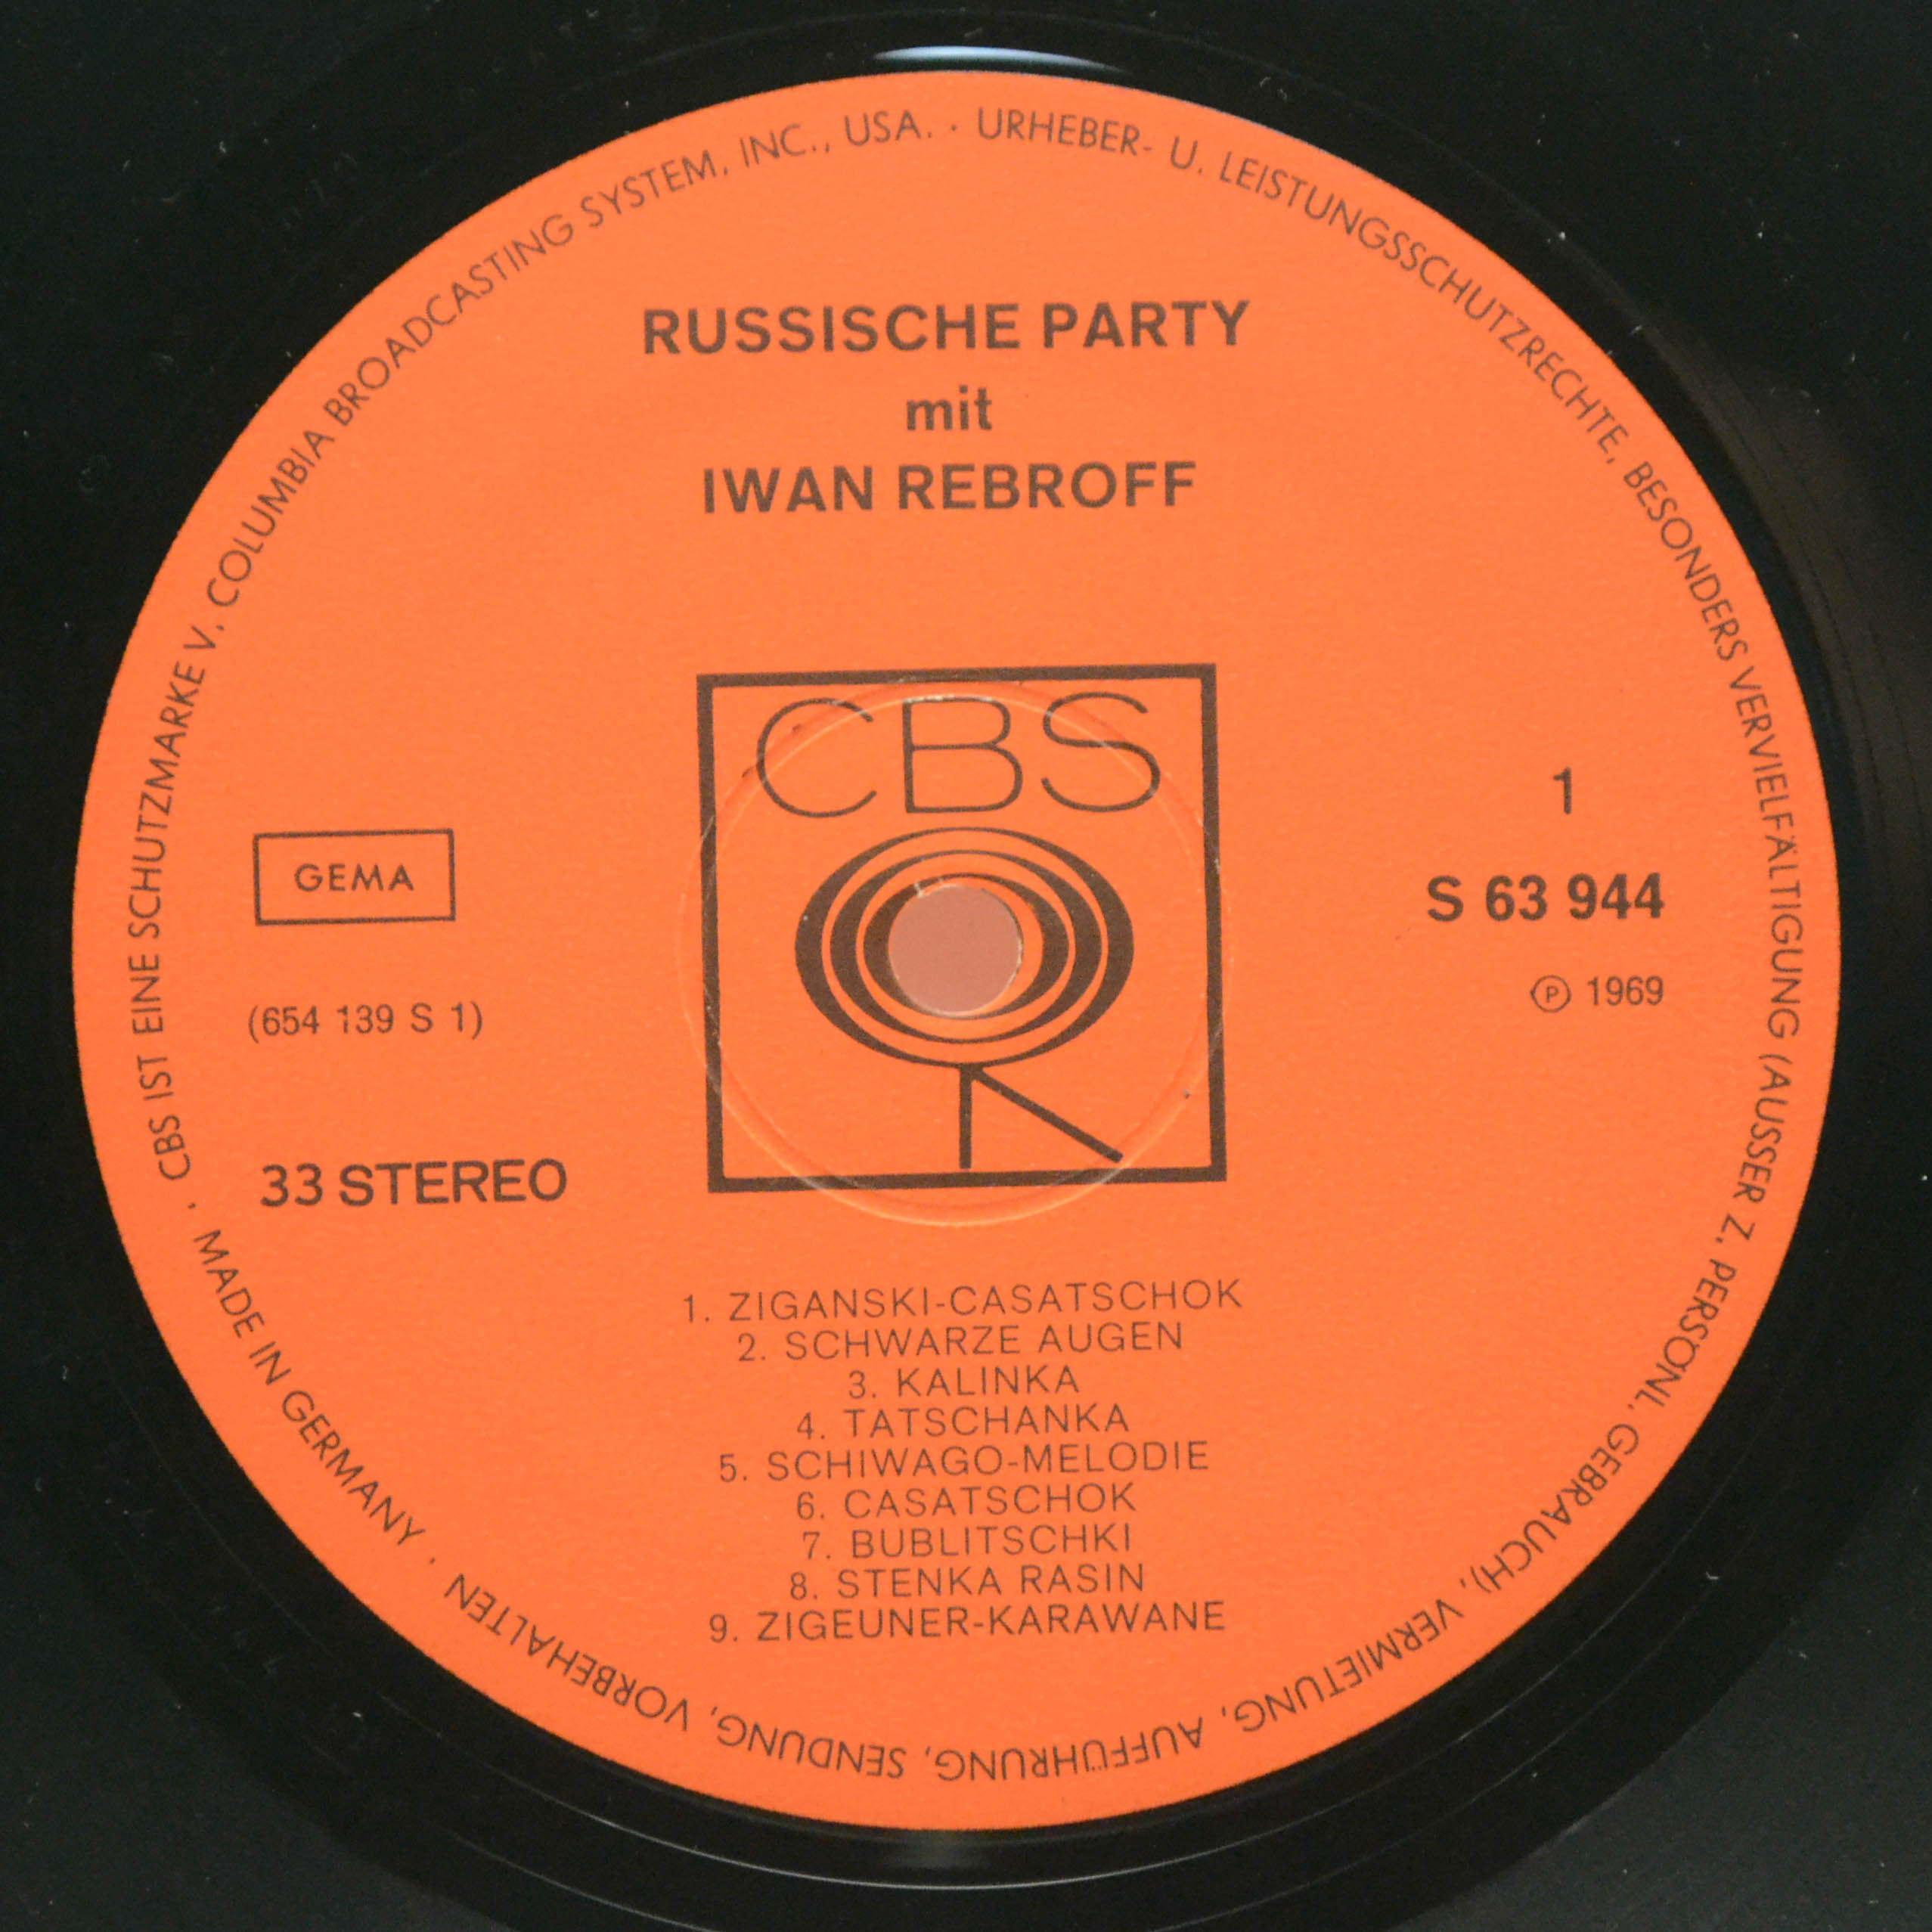 RUSSISCHE PARTY
mit
IWAN REBROFF
CBS
GEMA
(654 139 S 1)
33 STEREO
1
S 63 944
Ⓟ 1969
1. ZIGANSKI-CASATSCHOK
2. SCHWARZE AUGEN
3. KALINKA
4. TATSCHANKA
5. SCHIWAGO-MELODIE
6. CASATSCHOK
7. BUBLITSCHKI
8. STENKA RASIN
9. ZIGEUNER-KARAWANE
· CBS IST EINE SCHUTZMARKE V. COLUMBIA BROADCASTING SYSTEM, INC., USA. · URHEBER- U. LEISTUNGSSCHUTZRECHTE, BESONDERS VERVIELFÄLTIGUNG (AUSSER Z. PERSÖNL. GEBRAUCH), VERMIETUNG, AUFFÜHRUNG, SENDUNG, VORBEHALTEN ·
MADE IN GERMANY